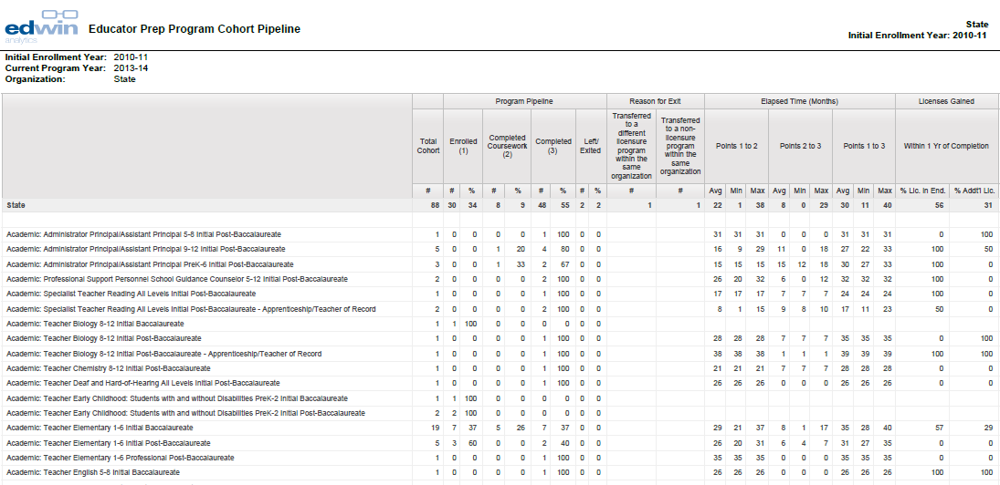 edwin
analytics
Educator Prep Program Cohort Pipeline
State
Initial Enrollment Year: 2010-11
Initial Enrollment Year: 2010-11
Current Program Year: 2013-14
Organization: State
Program Pipeline Reason for Exit Elapsed Time (Months) Licenses Gained
Total Cohort Enrolled (1) Completed Coursework (2) Completed (3) Left/ Exited Transferred to a different licensure program within the same organization Transferred to a non-licensure program within the same organization Points 1 to 2 Points 2 to 3 Points 1 to 3 Within 1 Yr of Completion
# # % # % # % # % # # Avg Min Max Avg Min Max Avg Min Max % Lic. in End. % Addt'l Lic.
State 88 30 34 8 9 48 55 2 2 1 1 22 1 38 8 0 29 30 11 40 56 31
Academic: Administrator Principal/Assistant Principal 5-8 Initial Post-Baccalaureate 1 0 0 0 0 1 100 0 0 31 31 31 0 0 0 31 31 31 0 100
Academic: Administrator Principal/Assistant Principal 9-12 Initial Post-Baccalaureate 5 0 0 1 20 4 80 0 0 16 9 29 11 0 18 27 22 33 100 50
Academic: Administrator Principal/Assistant Principal PreK-6 Initial Post-Baccalaureate 3 0 0 1 33 2 67 0 0 15 15 15 15 12 18 30 27 33 100 0
Academic: Professional Support Personnel School Guidance Counselor 5-12 Initial Post-Baccalaureate 2 0 0 0 0 2 100 0 0 26 20 32 6 0 12 32 32 32 100 0
Academic: Specialist Teacher Reading All Levels Initial Post-Baccalaureate 1 0 0 0 0 1 100 0 0 17 17 17 7 7 7 24 24 24 100 0
Academic: Specialist Teacher Reading All Levels Initial Post-Baccalaureate - Apprenticeship/Teacher of Record 2 0 0 0 0 2 100 0 0 8 1 15 9 8 10 17 11 23 50 0
Academic: Teacher Biology 8-12 Initial Baccalaureate 1 1 100 0 0 0 0 0 0
Academic: Teacher Biology 8-12 Initial Post-Baccalaureate 1 0 0 0 0 1 100 0 0 28 28 28 7 7 7 35 35 35 0 100
Academic: Teacher Biology 8-12 Initial Post-Baccalaureate - Apprenticeship/Teacher of Record 1 0 0 0 0 1 100 0 0 38 38 38 1 1 1 39 39 39 100 100
Academic: Teacher Chemistry 8-12 Initial Post-Baccalaureate 1 0 0 0 0 1 100 0 0 21 21 21 7 7 7 28 28 28 0 0
Academic: Teacher Deaf and Hard-of-Hearing All Levels Initial Post-Baccalaureate 1 0 0 0 0 1 100 0 0 26 26 26 0 0 0 26 26 26 0 0
Academic: Teacher Early Childhood: Students with and without Disabilities PreK-2 Initial Baccalaureate 1 1 100 0 0 0 0 0 0
Academic: Teacher Early Childhood: Students with and without Disabilities PreK-2 Initial Post-Baccalaureate 2 2 100 0 0 0 0 0 0
Academic: Teacher Elementary 1-6 Initial Baccalaureate 19 7 37 5 26 7 37 0 0 29 21 37 8 1 17 35 28 40 57 29
Academic: Teacher Elementary 1-6 Initial Post-Baccalaureate 5 3 60 0 0 2 40 0 0 26 20 31 6 4 7 31 27 35 0 0
Academic: Teacher Elementary 1-6 Professional Post-Baccalaureate 1 0 0 0 0 1 100 0 0 35 35 35 0 0 0 35 35 35 0 0
Academic: Teacher English 5-8 Initial Baccalaureate 1 0 0 0 0 1 100 0 0 26 26 26 0 0 0 26 26 26 100 100